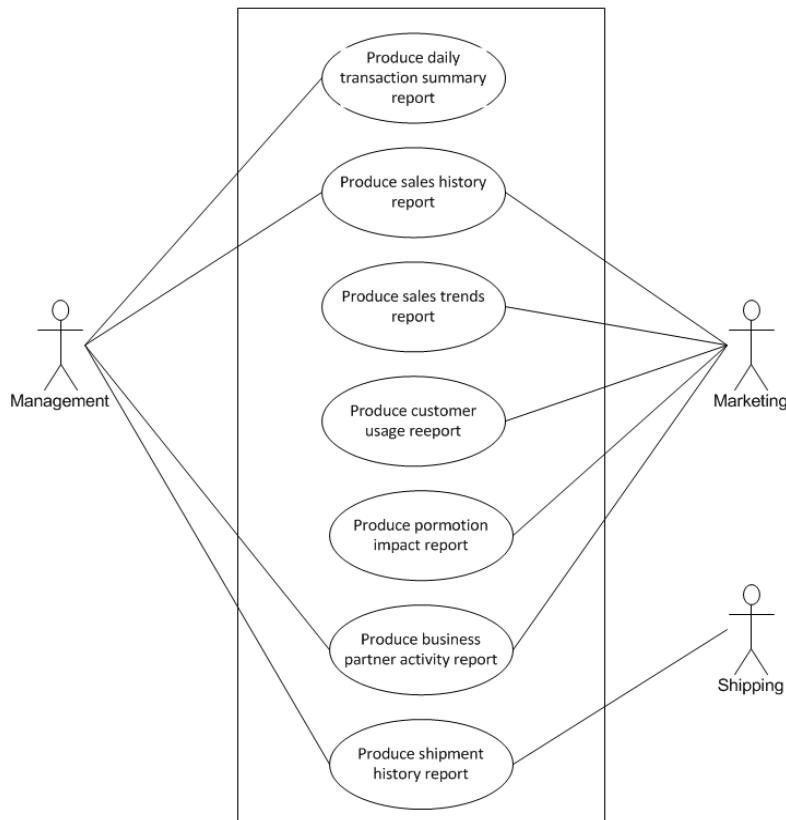 Produce daily
transaction summary
report
Produce sales history
report
Produce sales trends
report
Management
Marketing
Produce customer
usage reeport
Produce pormotion
impact report
Produce business
partner activity report
Shipping
Produce shipment
history report